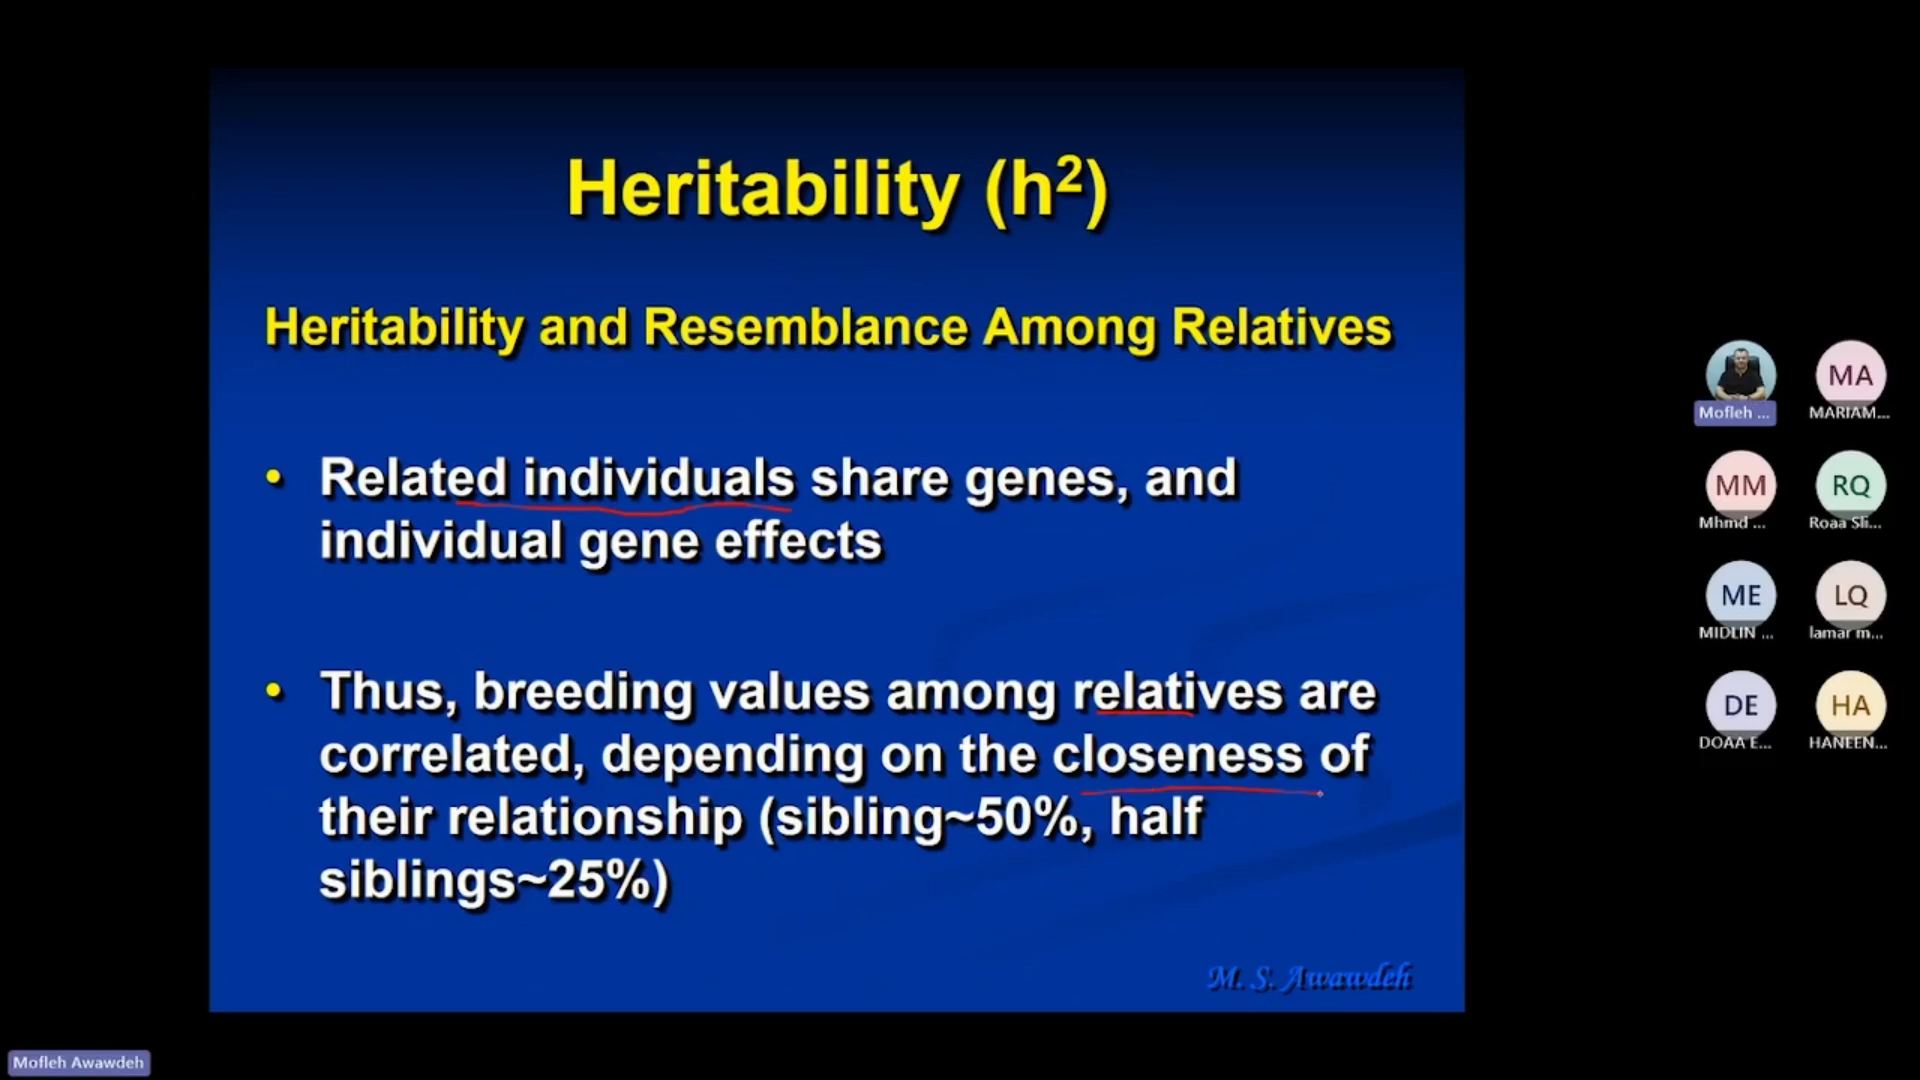 Heritability (h²)
Heritability and Resemblance Among Relatives
• Related individuals share genes, and
individual gene effects
• Thus, breeding values among relatives are
correlated, depending on the closeness of
their relationship (sibling~50%, half
siblings~25%)
M. S. Awawdeh
Mofleh ...
MA
MARIAM...
MM
Mhmd ...
RQ
Roaa Sli...
ME
MIDLIN ...
LQ
lamar m...
DE
DOAA E...
HA
HANEEN...
Mofleh Awawdeh